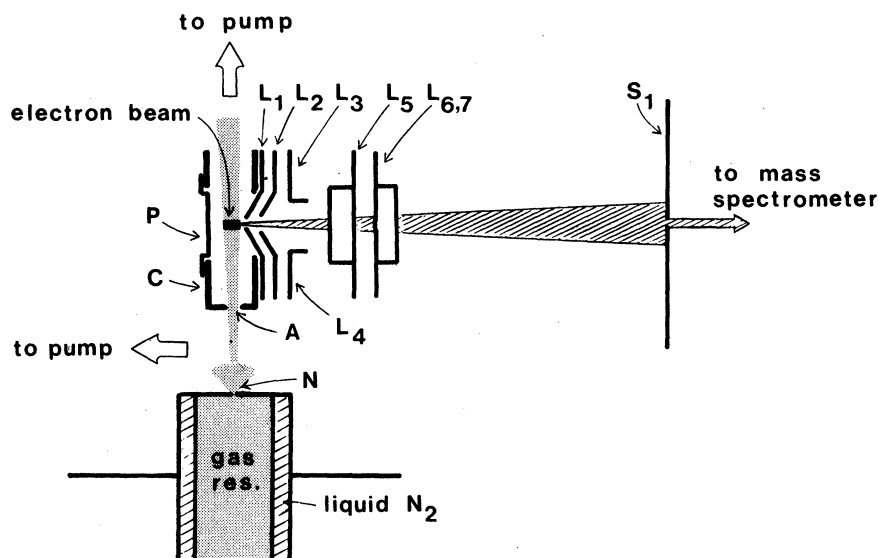 to pump
electron beam
L1 L2 L3 L5 L6,7
S1
to mass
spectrometer
P
C
A
L4
to pump
N
gas
res.
liquid N2